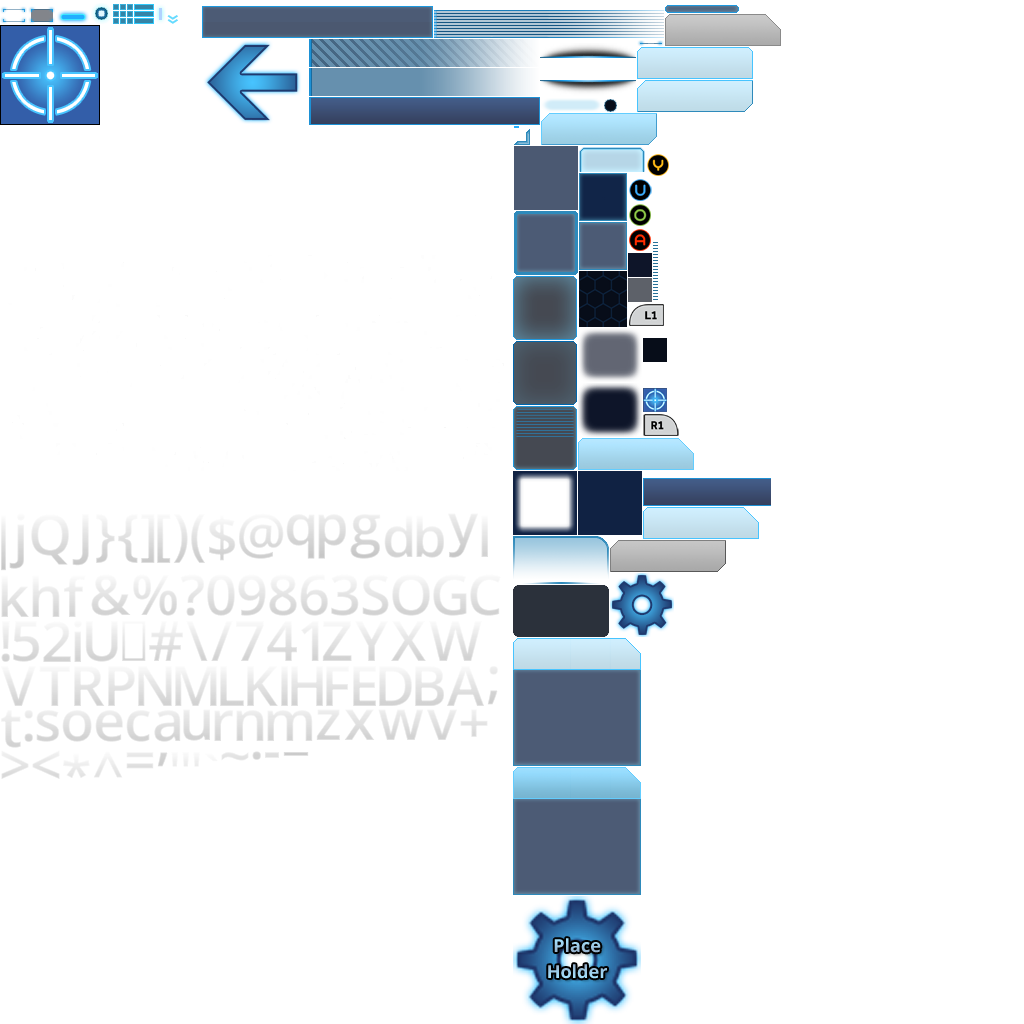 Y
U
O
A
L1
R1
|jQJ}{][)($@qpgdbyl
khf&%?09863SOGC
!52iU▯#\/741ZYXW
VTRPNMLKIHFEDBA;
t:soecaurnmzxwv+
><*^=
~
Place
Holder